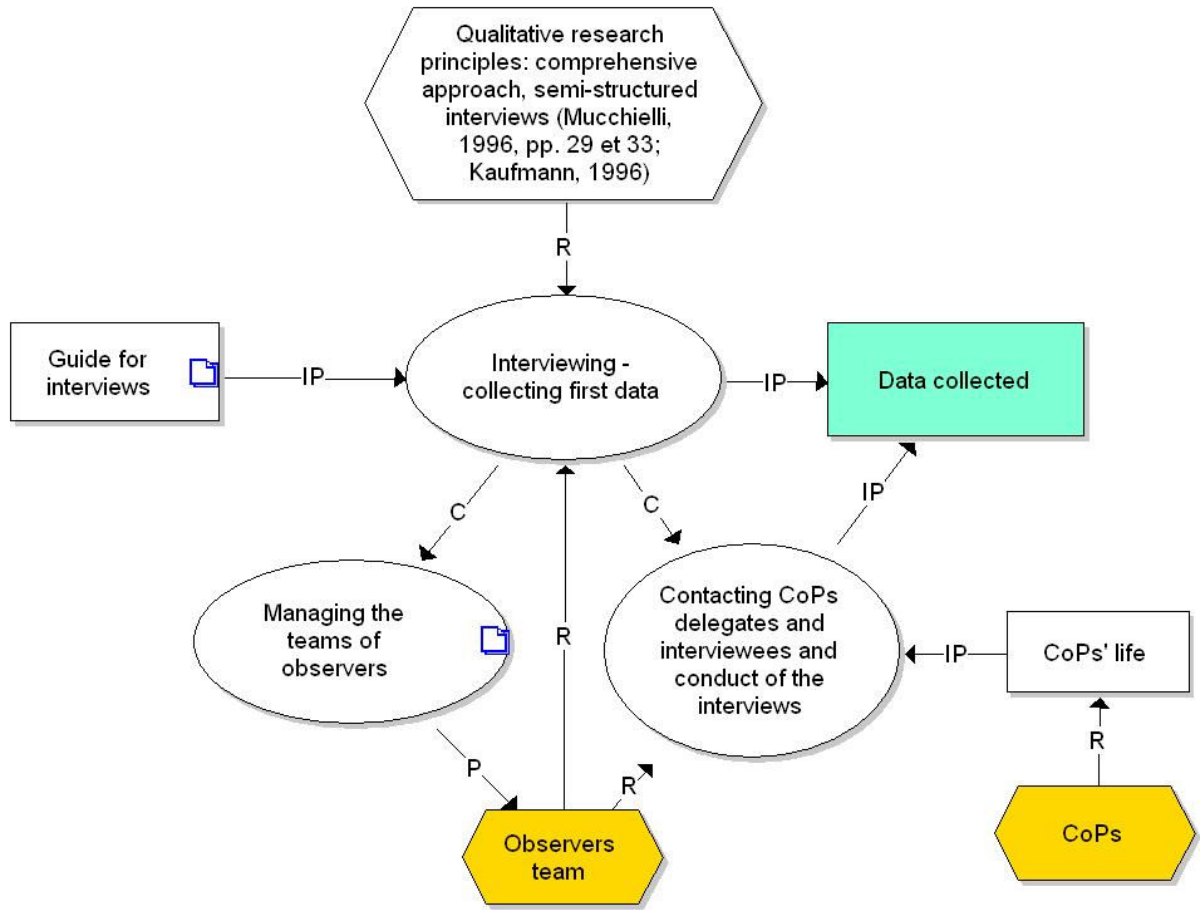 Qualitative research
principles: comprehensive
approach, semi-structured
interviews (Mucchielli,
1996, pp. 29 et 33;
Kaufmann, 1996)
R
Guide for
interviews
IP
Interviewing -
collecting first data
IP
Data collected
C
C
IP
Managing the
teams of
observers
R
Contacting CoPs
delegates and
interviewees and
conduct of the
interviews
IP
CoPs' life
P
R
R
Observers
team
CoPs